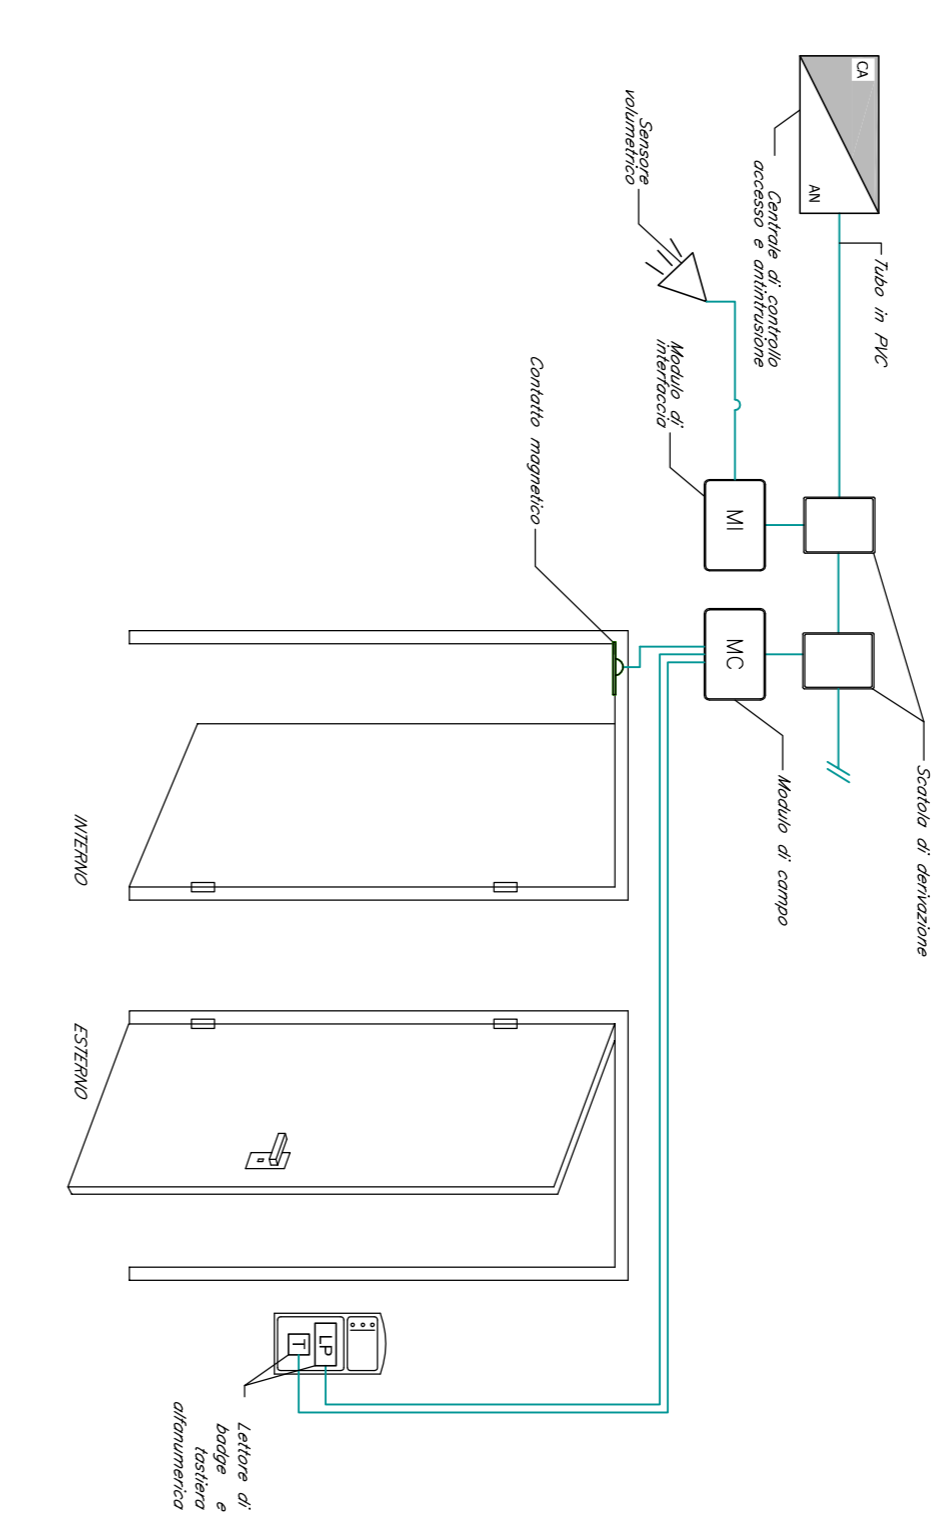 CA
AN
Tubo in PVC
Centrale di controllo
accesso e antintrusione
Sensore
volumetrico
Modulo di
interfaccia
MI
Contatto magnetico
MC
Scatola di derivazione
Modulo di campo
INTERNO
ESTERNO
LP
T
Lettore di
badge e
tastiera
alfanumerica